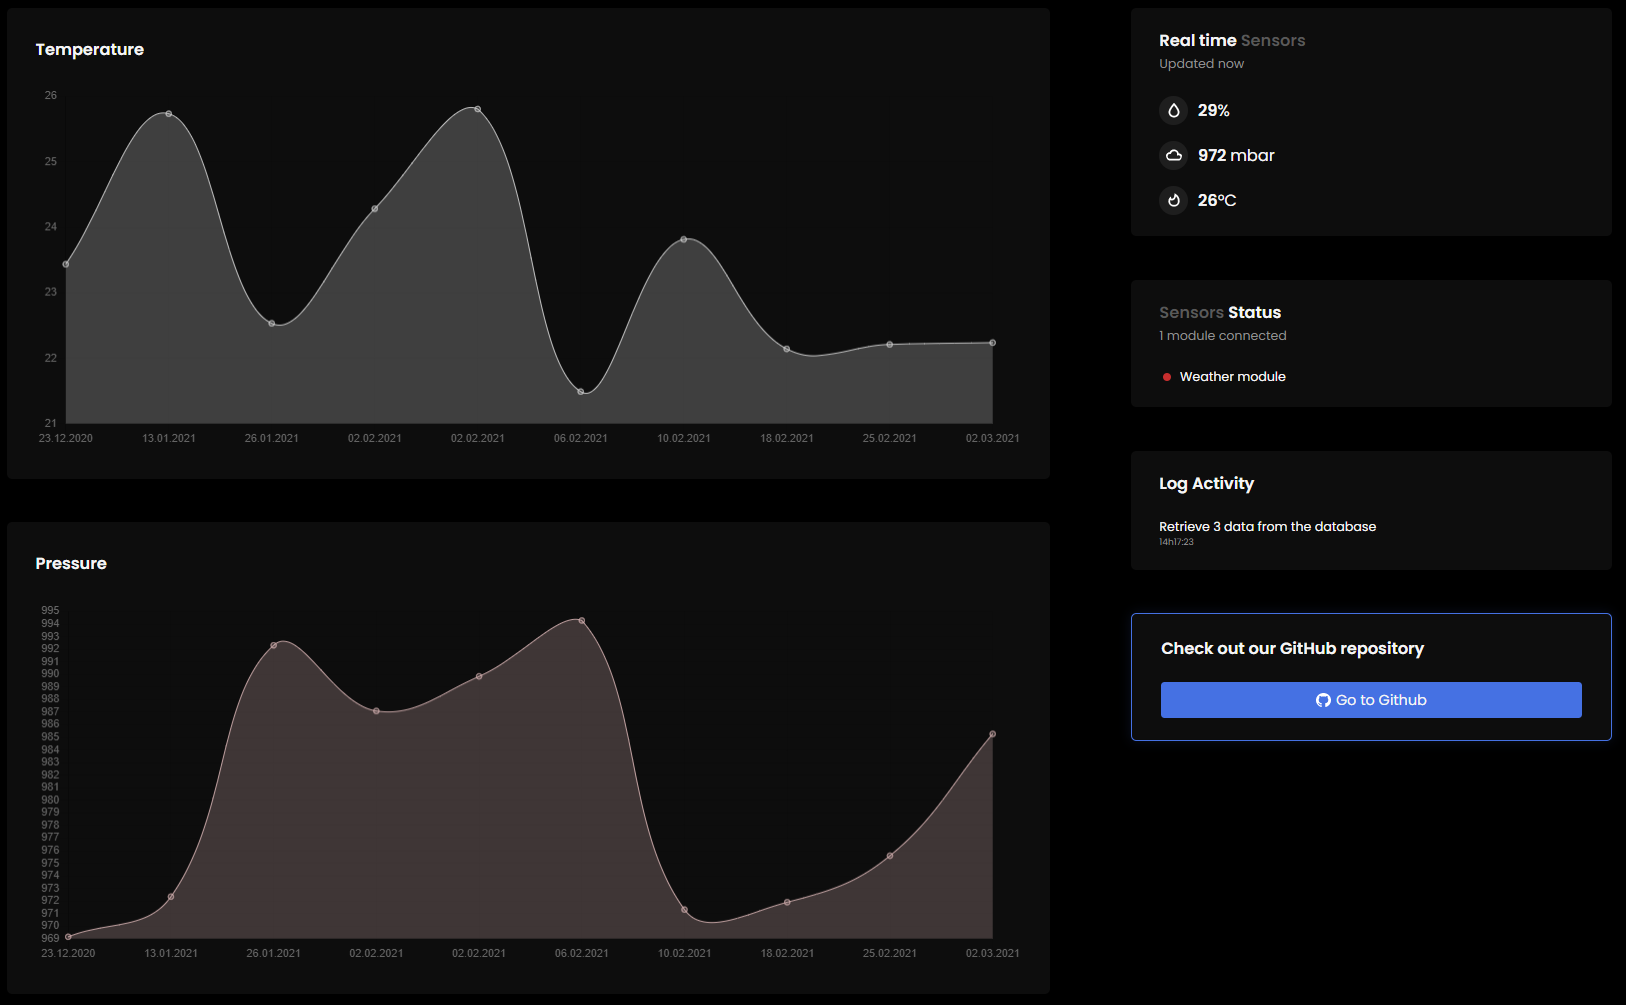 Temperature
26
25
24
23
22
21
23.12.2020 13.01.2021 26.01.2021 02.02.2021 02.02.2021 06.02.2021 10.02.2021 18.02.2021 25.02.2021 02.03.2021
Pressure
995
994
993
992
991
990
989
988
987
986
985
984
983
982
981
980
979
978
977
976
975
974
973
972
971
970
969
23.12.2020 13.01.2021 26.01.2021 02.02.2021 02.02.2021 06.02.2021 10.02.2021 18.02.2021 25.02.2021 02.03.2021
Real time Sensors
Updated now
29%
972 mbar
26°C
Sensors Status
1 module connected
Weather module
Log Activity
Retrieve 3 data from the database
14h17:23
Check out our GitHub repository
Go to Github